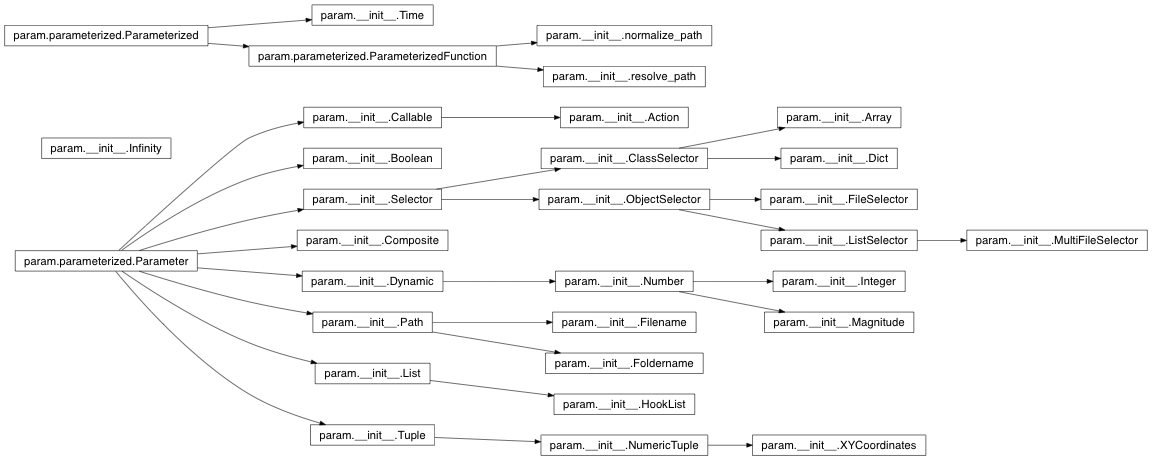 param.__init__.Time
param.parameterized.Parameterized
param.__init__.normalize_path
param.parameterized.ParameterizedFunction
param.__init__.resolve_path
param.__init__.Callable
param.__init__.Action
param.__init__.Array
param.__init__.Infinity
param.__init__.Boolean
param.__init__.ClassSelector
param.__init__.Dict
param.__init__.Selector
param.__init__.ObjectSelector
param.__init__.FileSelector
param.__init__.Composite
param.__init__.ListSelector
param.__init__.MultiFileSelector
param.parameterized.Parameter
param.__init__.Dynamic
param.__init__.Number
param.__init__.Integer
param.__init__.Path
param.__init__.Filename
param.__init__.Magnitude
param.__init__.Foldername
param.__init__.List
param.__init__.HookList
param.__init__.Tuple
param.__init__.NumericTuple
param.__init__.XYCoordinates